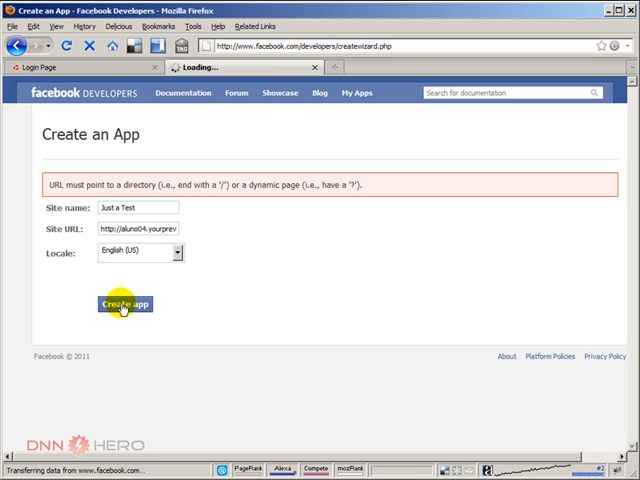 Create an App - Facebook Developers - Mozilla Firefox
File Edit View History Delicious Bookmarks Tools Help Related Links
TAG http://www.facebook.com/developers/createwizard.php
Login Page Loading...
facebook DEVELOPERS Documentation Forum Showcase Blog My Apps Search for documentation
Create an App
URL must point to a directory (i.e., end with a '/') or a dynamic page (i.e., have a '?').
Site name: Just a Test
Site URL: http://aluno04.yourprev
Locale: English (US)
Create app
Facebook © 2011 About Platform Policies Privacy Policy
DNN HERO
Transferring data from www.facebook.com... PageRank Alexa Compete mozRank #2